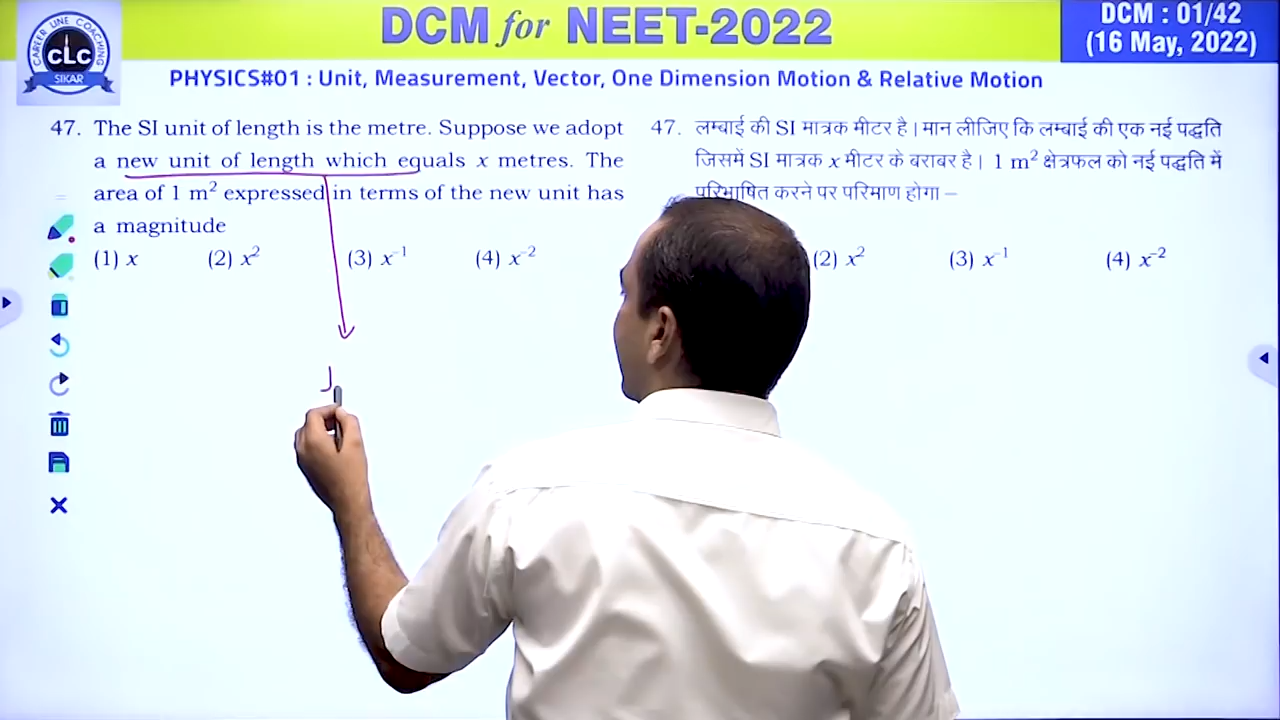 DCM for NEET-2022
DCM : 01/42
(16 May, 2022)
CAREER LINE COACHING
CLC
SIKAR
PHYSICS#01 : Unit, Measurement, Vector, One Dimension Motion & Relative Motion
47. The SI unit of length is the metre. Suppose we adopt
a new unit of length which equals x metres. The
area of 1 m² expressed in terms of the new unit has
a magnitude
(1) x (2) x² (3) x⁻¹ (4) x⁻²
47. लम्बाई की SI मात्रक मीटर है। मान लीजिए कि लम्बाई की एक नई पद्धति
जिसमें SI मात्रक x मीटर के बराबर है। 1 m² क्षेत्रफल को नई पद्धति में
परिभाषित करने पर परिमाण होगा –
(2) x² (3) x⁻¹ (4) x⁻²